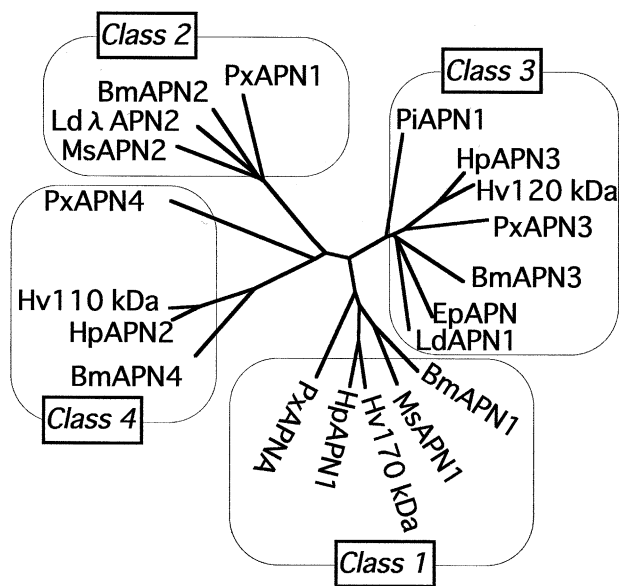 Class 2
PxAPN1
BmAPN2
Ld λ APN2
MsAPN2
Class 3
PiAPN1
HpAPN3
Hv120 kDa
PxAPN3
BmAPN3
EpAPN
LdAPN1
PxAPN4
Hv110 kDa
HpAPN2
BmAPN4
Class 4
PxAPNA
HpAPN1
Hv170 kDa
MsAPN1
BmAPN1
Class 1